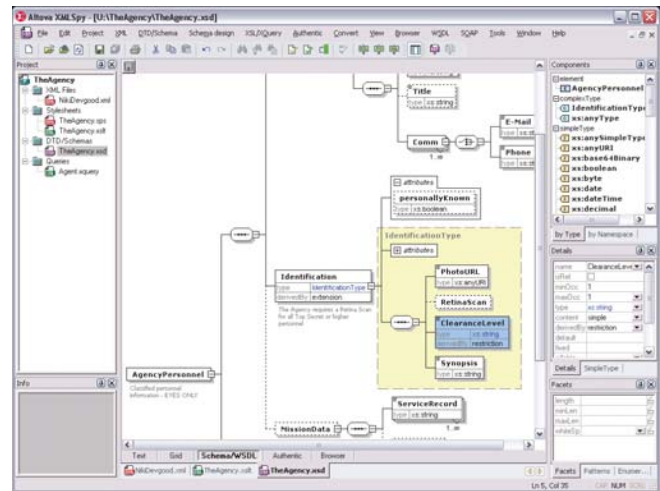 Altova XMLSpy - [U:\TheAgency\TheAgency.xsd]
File Edit Project XML DTD/Schema Schema design XSL/XQuery Authentic Convert View Browser WSDL SOAP Tools Window Help
Project
TheAgency
XML Files
NikiDevgood.xml
Stylesheets
TheAgency.sps
TheAgency.xslt
DTD/Schemas
TheAgency.xsd
Queries
Agent.xquery
Info
Title
type xs:string
Comm
1..∞
E-Mail
type xs:st
Phone
type xs:st
attributes
personallyKnown
type xs:boolean
IdentificationType
attributes
Identification
type IdentificationType
derivedBy extension
The Agency requires a Retina Scan
for all Top Secret or higher
personnel
PhotoURL
type xs:anyURI
RetinaScan
ClearanceLevel
type xs:string
derivedBy restriction
Synopsis
type xs:string
AgencyPersonnel
Classified personnel
information - EYES ONLY
ServiceRecord
type xs:string
1..∞
MissionData
Text Grid Schema/WSDL Authentic Browser
NikiDevgood.xml TheAgency.xslt TheAgency.xsd
Components
element
AgencyPersonnel
complexType
IdentificationType
xs:anyType
simpleType
xs:anySimpleType
xs:anyURI
xs:base64Binary
xs:boolean
xs:byte
xs:date
xs:dateTime
xs:decimal
by Type by Namespace
Details
name ClearanceLevel
isRef
minOcc 1
maxOcc 1
type xs:string
content simple
derivedBy restriction
default
fixed
Details SimpleType
Facets
length
minLen
maxLen
whiteSp
Facets Patterns Enumer...
Ln 5, Col 35 CAP NUM SCRL